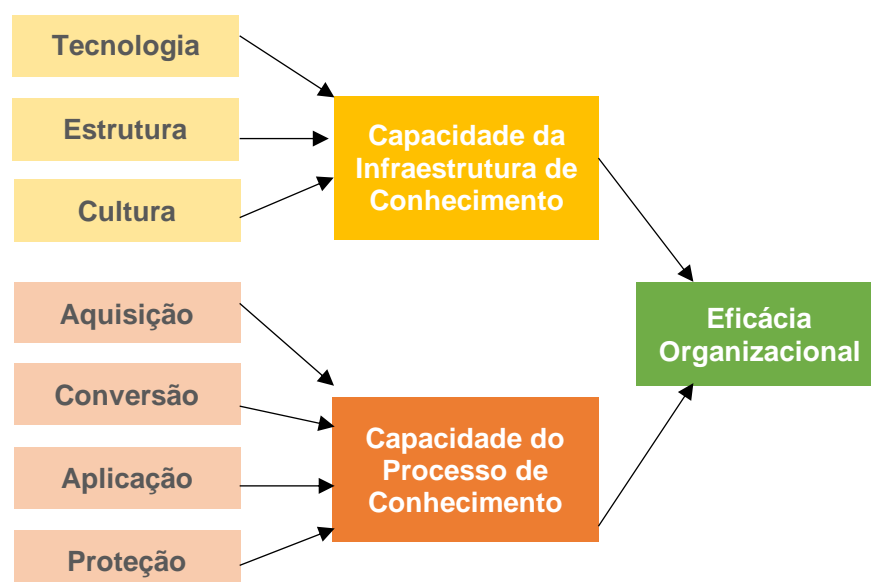 Tecnologia
Estrutura
Cultura
Capacidade da
Infraestrutura de
Conhecimento
Aquisição
Conversão
Aplicação
Proteção
Capacidade do
Processo de
Conhecimento
Eficácia
Organizacional